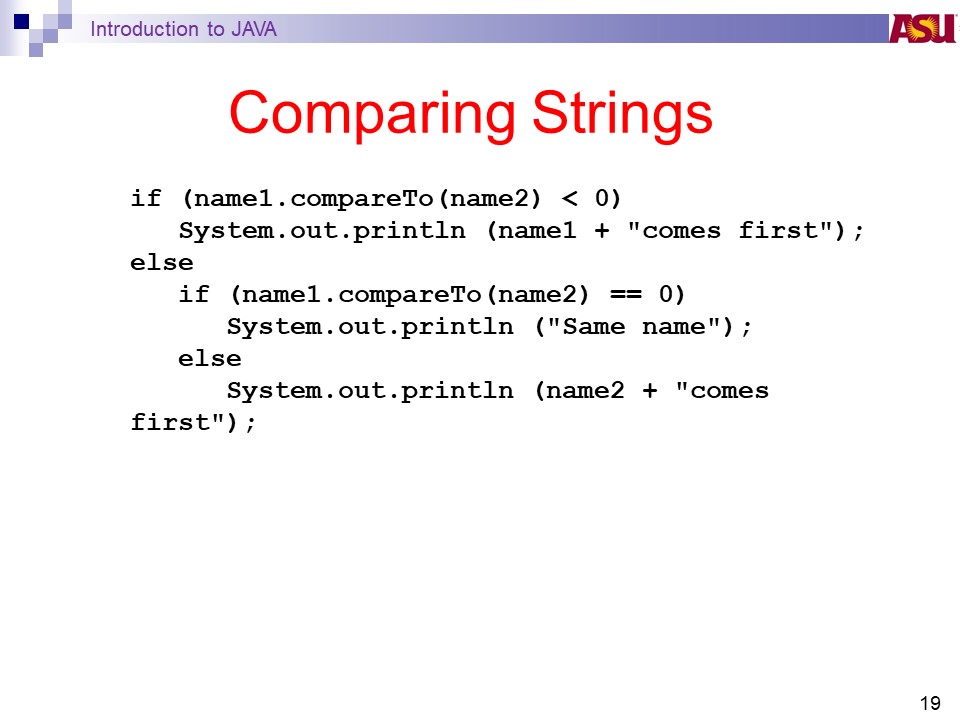 Introduction to JAVA
ASU
Comparing Strings
if (name1.compareTo(name2) < 0)
   System.out.println (name1 + "comes first");
else
   if (name1.compareTo(name2) == 0)
      System.out.println ("Same name");
   else
      System.out.println (name2 + "comes
first");
19